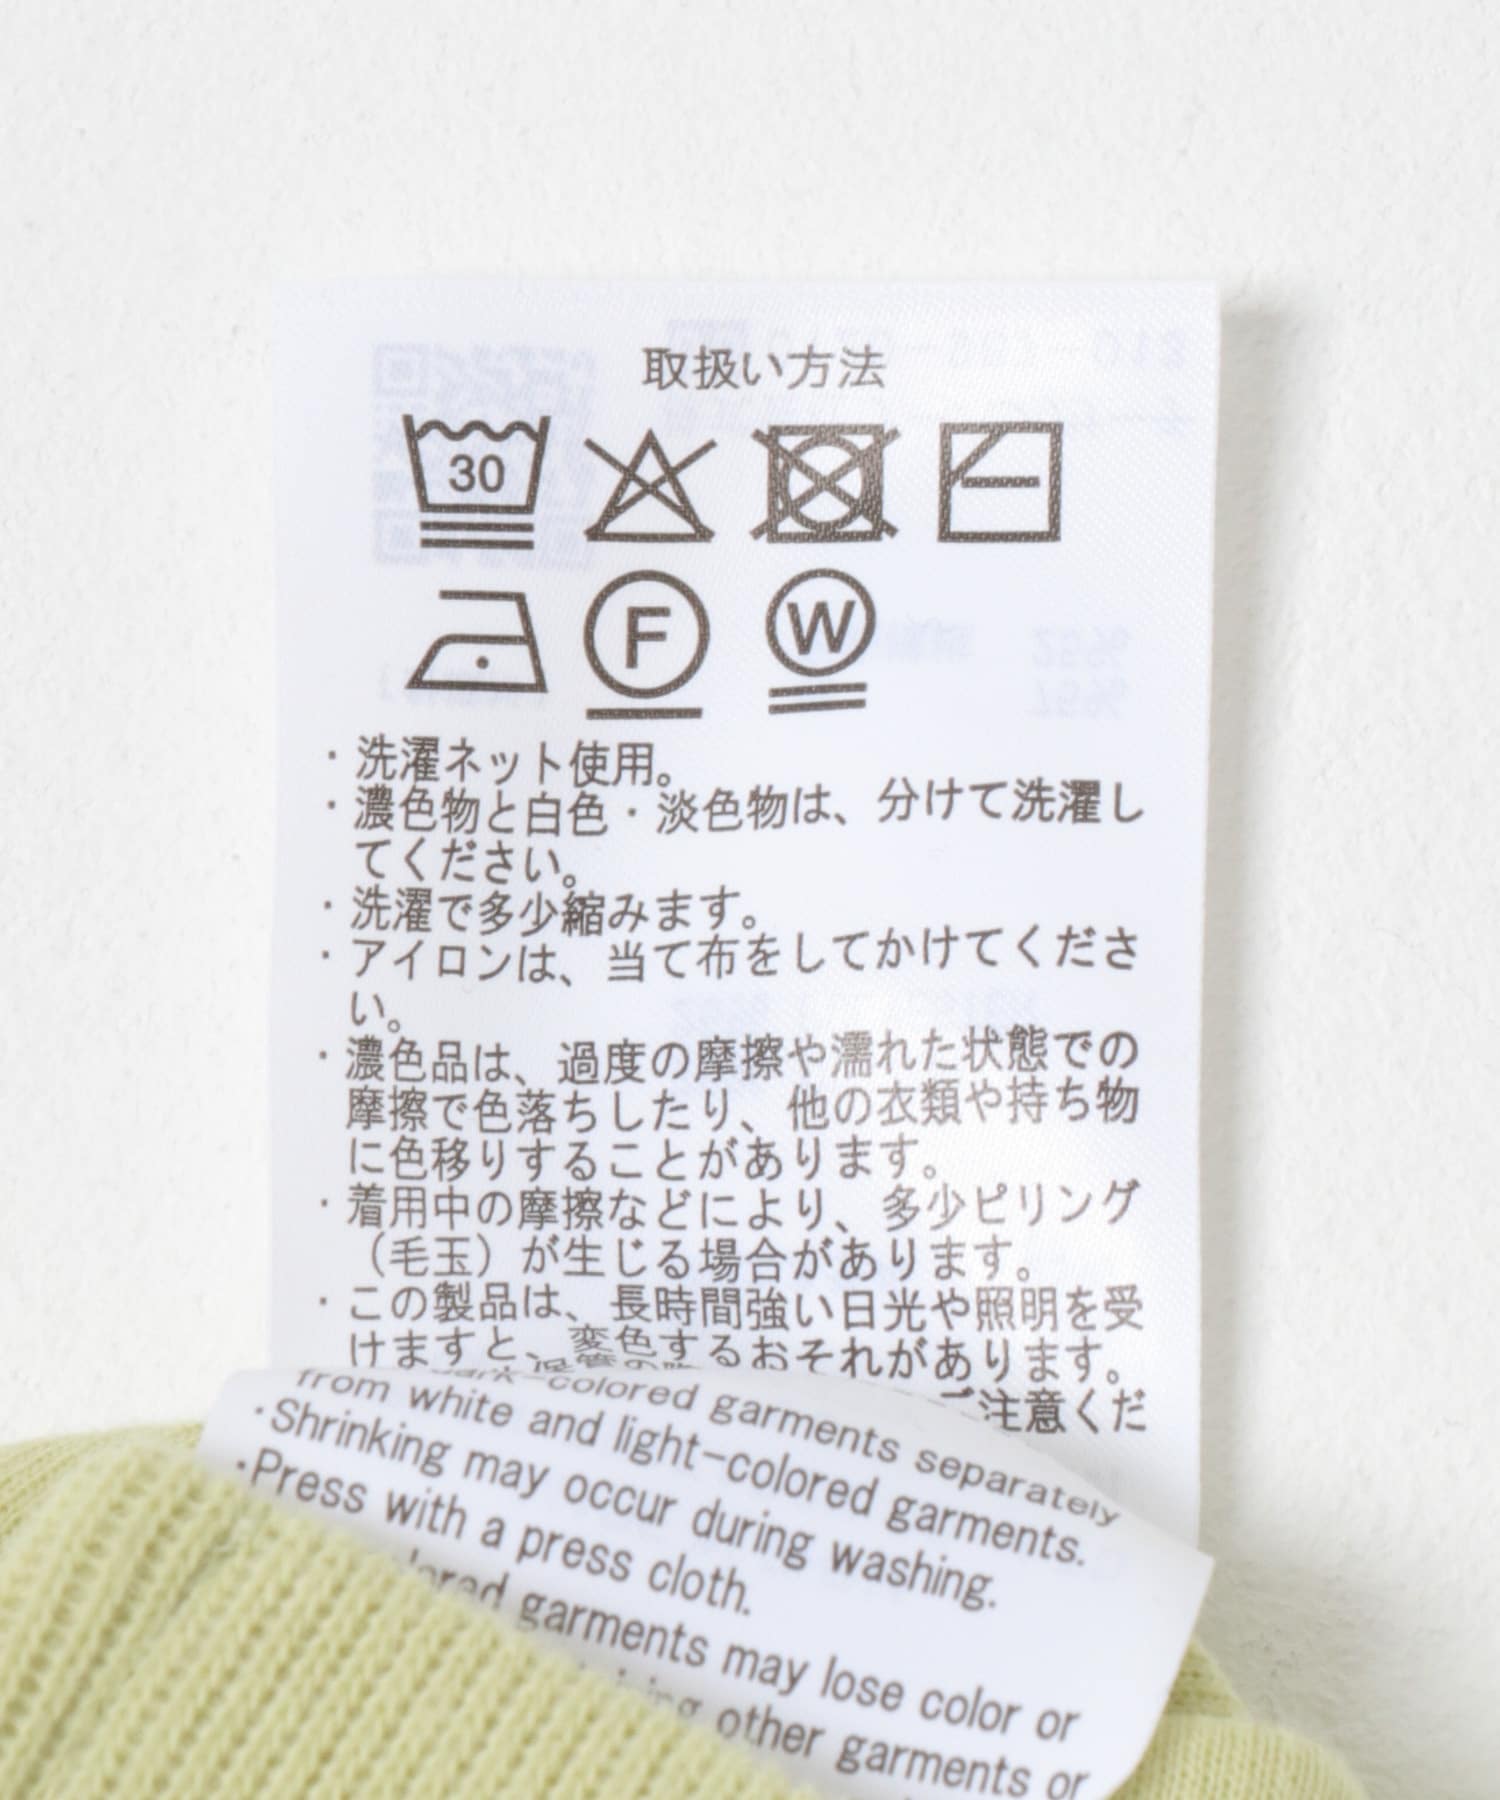 取扱い方法
30
F
W
・洗濯ネット使用。
・濃色物と白色・淡色物は、分けて洗濯し
てください。
・洗濯で多少縮みます。
・アイロンは、当て布をしてかけてくださ
い。
・濃色品は、過度の摩擦や濡れた状態での
摩擦で色落ちしたり、他の衣類や持ち物
に色移りすることがあります。
・着用中の摩擦などにより、多少ピリング
（毛玉）が生じる場合があります。
・この製品は、長時間強い日光や照明を受
けますと、変色するおそれがあります。
ご注意くだ
dark-colored garments separately
from white and light-colored garments.
・Shrinking may occur during washing.
・Press with a press cloth.
garments may lose color or
other garments or